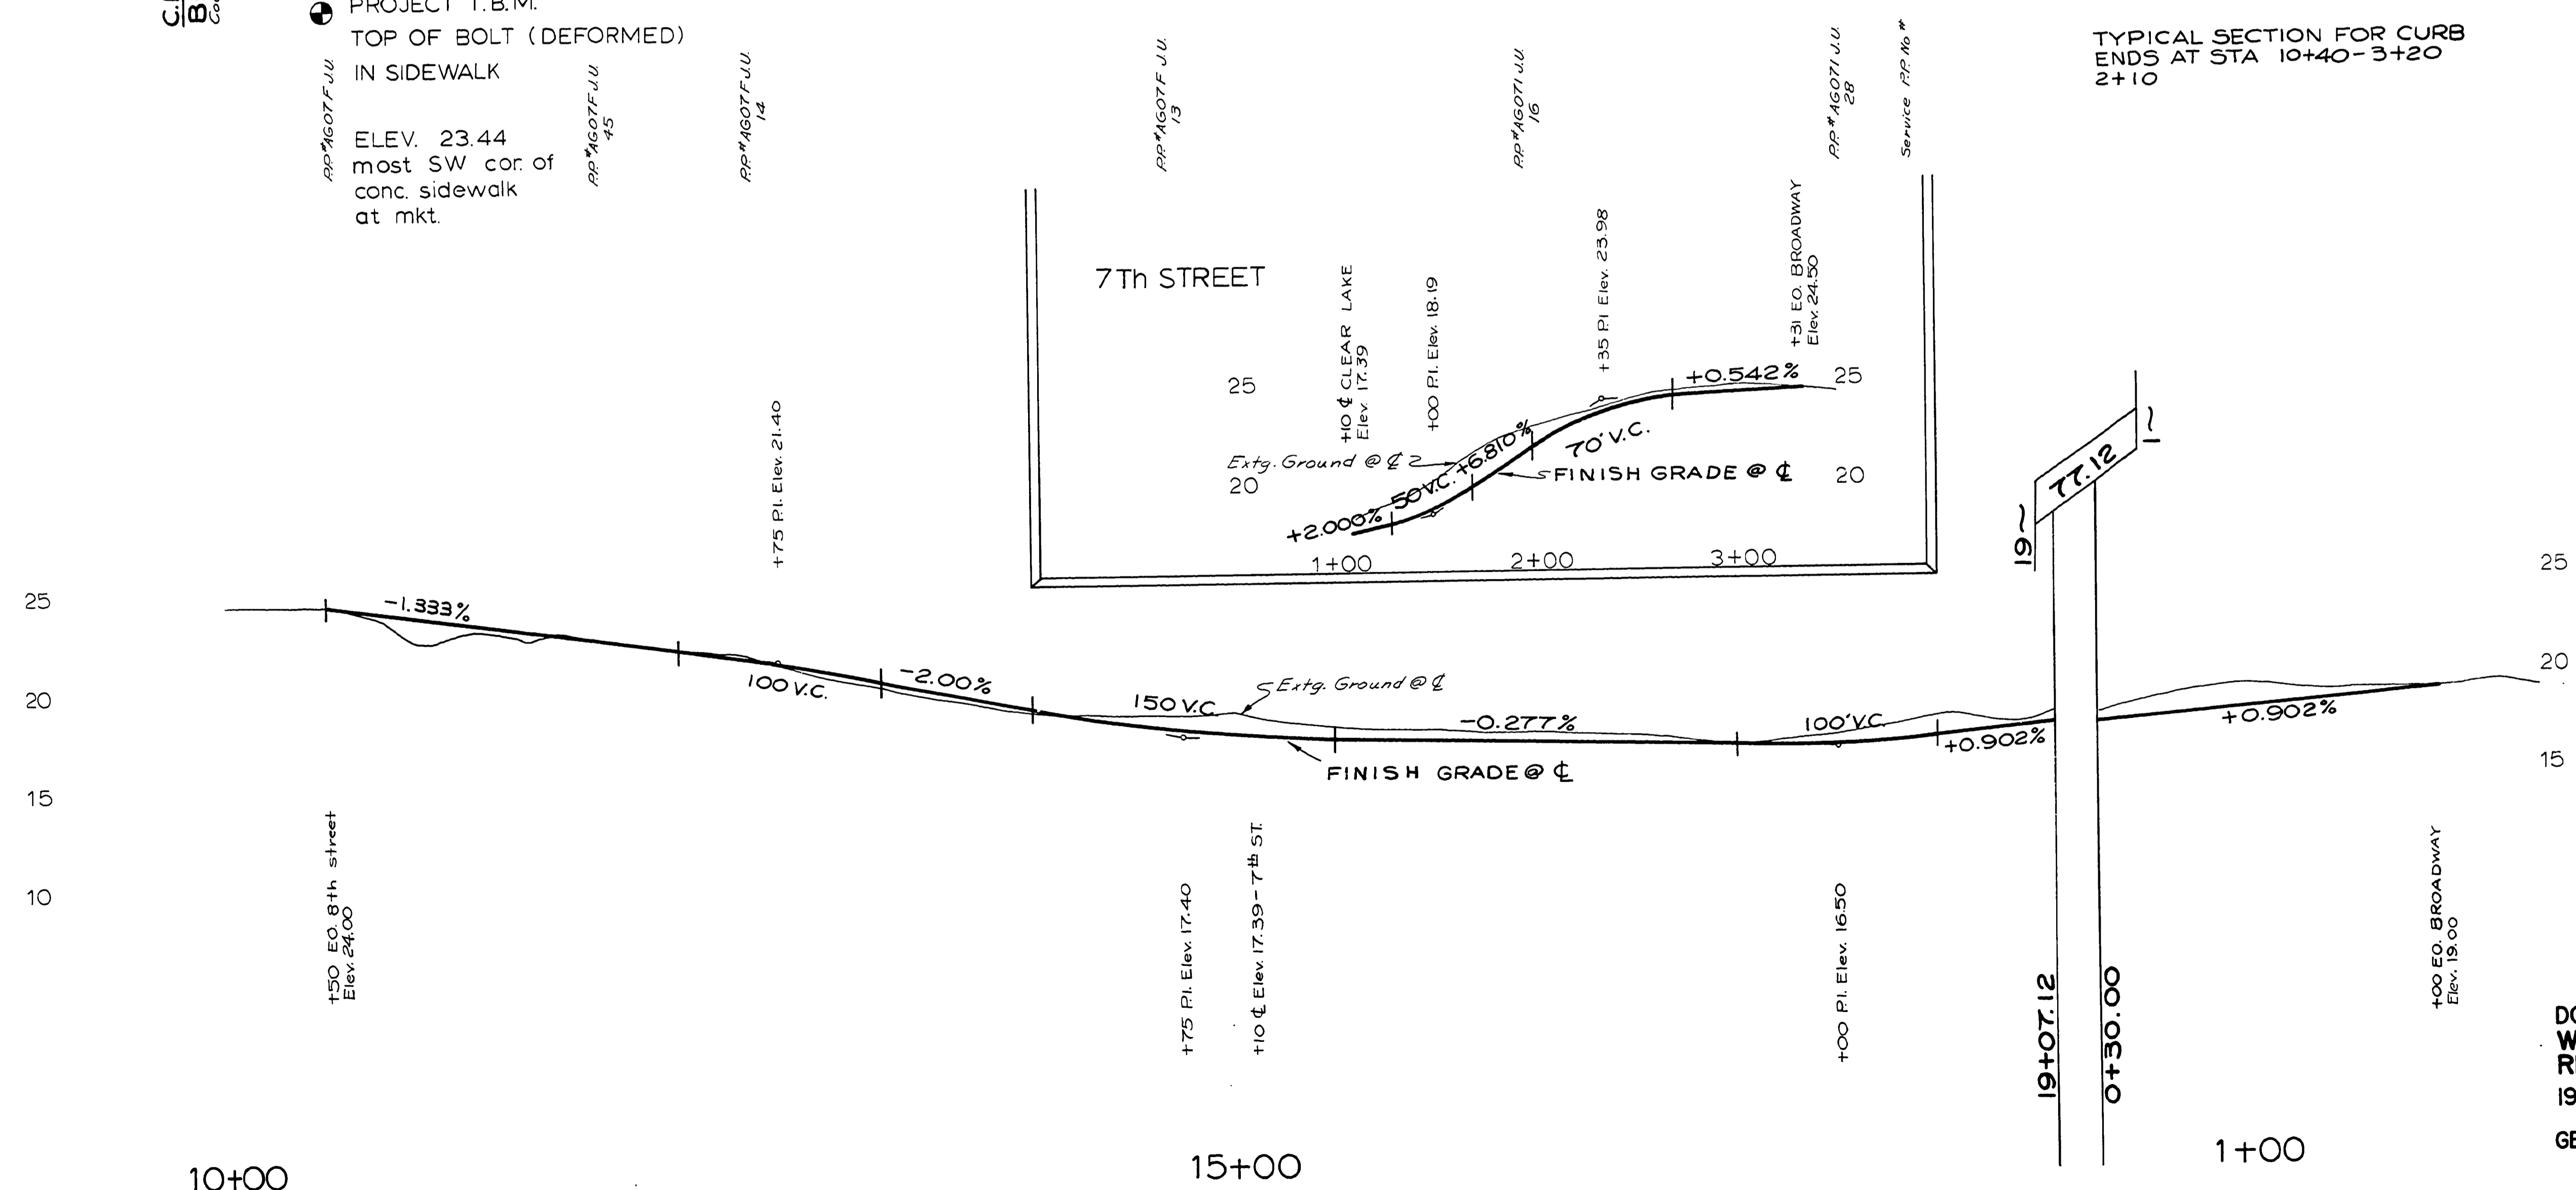 PROJECT T.B.M.
TOP OF BOLT (DEFORMED)
IN SIDEWALK
ELEV. 23.44
most SW cor. of
conc. sidewalk
at mkt.
P.P.#AG07F J.U.
P.P.#AG07F J.U.
45
P.P.#AG07F J.U.
14
P.P.#AG07F J.U.
13
P.P.#AG07I J.U.
16
P.P.#AG07I J.U.
28
Service P.P. No #
TYPICAL SECTION FOR CURB
ENDS AT STA 10+40-3+20
2+10
7Th STREET
+10 ℄ CLEAR LAKE
Elev. 17.39
+00 P.I. Elev. 18.19
+35 P.I Elev. 23.98
+31 EO. BROADWAY
Elev. 24.50
25
+0.542%
25
Extg. Ground @ ℄
+6.810%
70' V.C.
20
50 V.C.
FINISH GRADE @ ℄
20
+2.000%
1+00
2+00
3+00
+75 P.I. Elev. 21.40
77.12
19~
1~
25
-1.333%
25
20
100 V.C.
-2.00%
150 V.C.
Extg. Ground @ ℄
-0.277%
100' V.C.
+0.902%
+0.902%
20
15
FINISH GRADE @ ℄
15
10
+50 EO. 8th street
Elev. 24.00
+75 P.I. Elev. 17.40
+10 ℄ Elev. 17.39-7th ST.
+00 P.I. Elev. 16.50
19+07.12
0+30.00
+00 EO. BROADWAY
Elev. 19.00
10+00
15+00
1+00